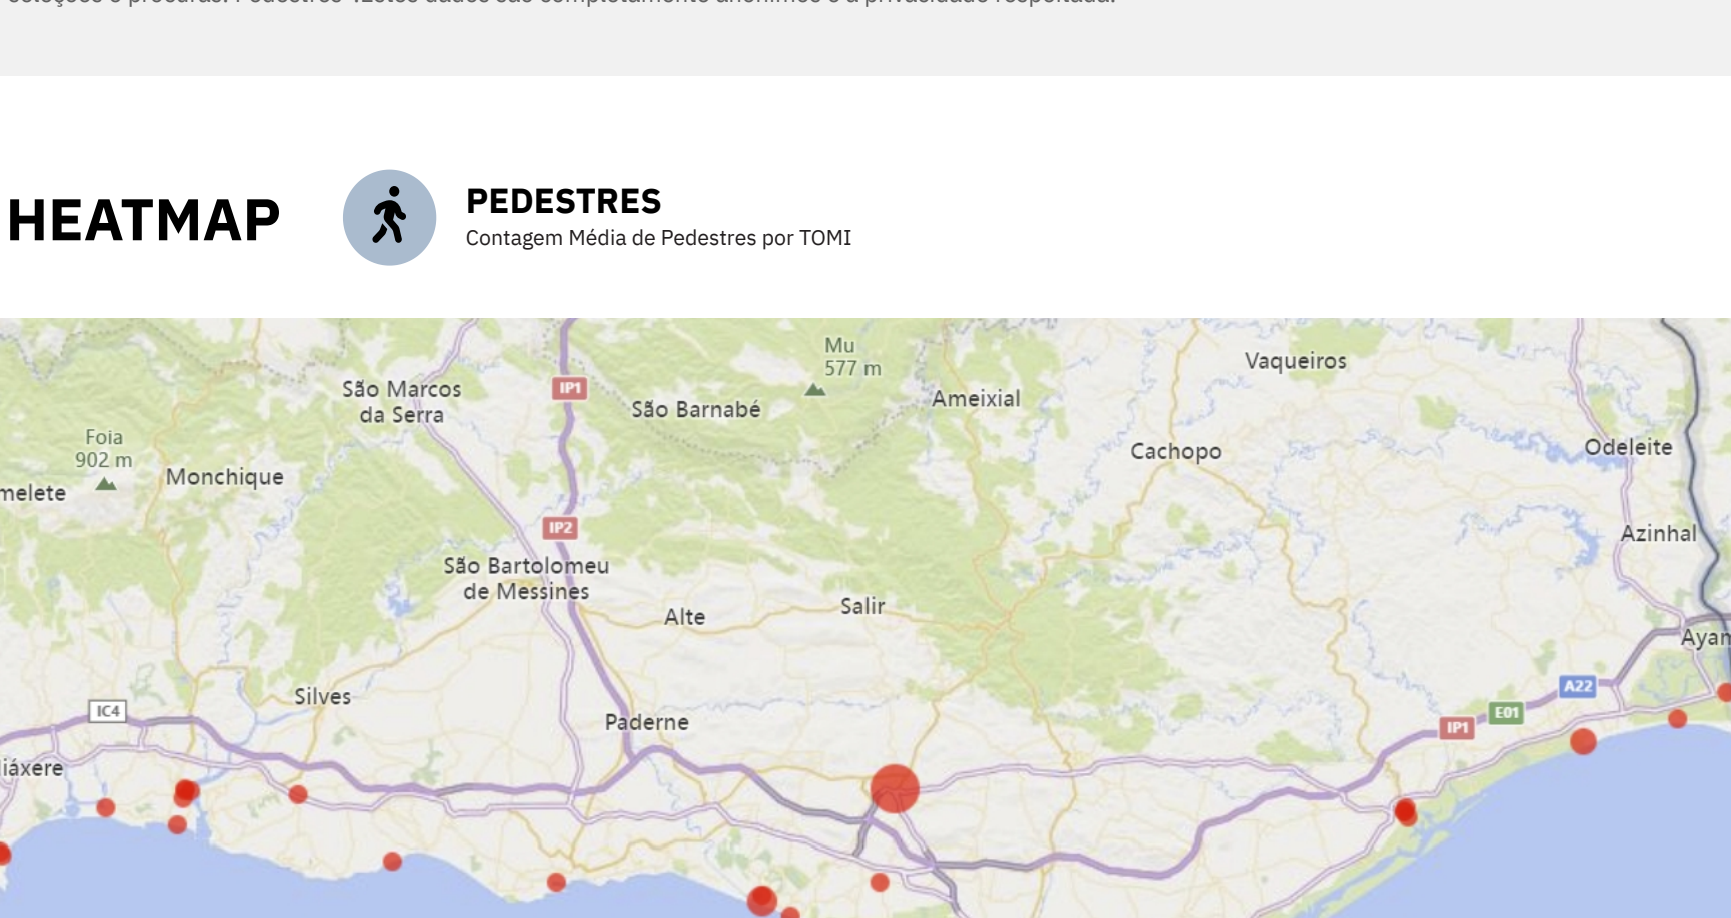 HEATMAP
PEDESTRES
Contagem Média de Pedestres por TOMI
Mu
577 m
Vaqueiros
São Marcos
da Serra
IP1
São Barnabé
Ameixial
Foia
902 m
Cachopo
Odeleite
Monchique
melete
IP2
Azinhal
São Bartolomeu
de Messines
Alte
Salir
Ayam
Silves
A22
IC4
E01
Paderne
IP1
iáxere